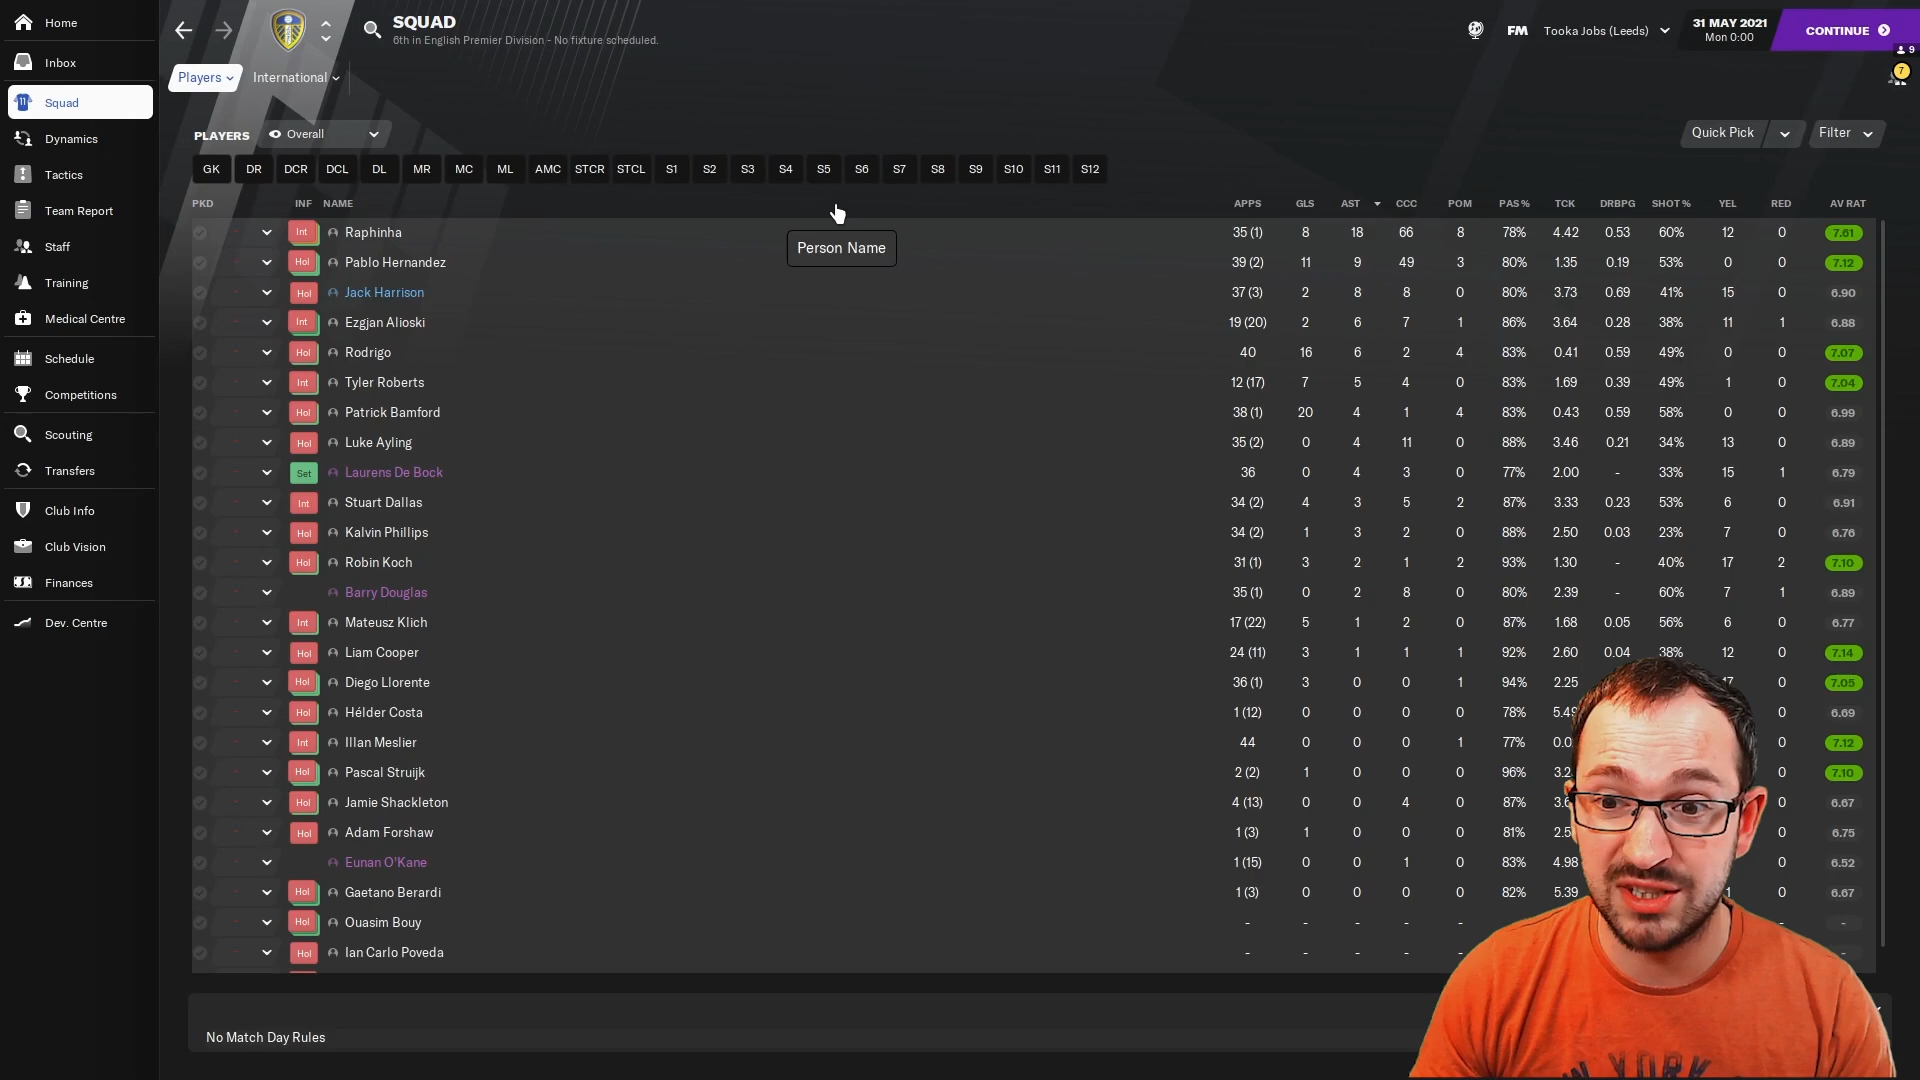 Home
Inbox
Squad
Dynamics
Tactics
Team Report
Staff
Training
Medical Centre
Schedule
Competitions
Scouting
Transfers
Club Info
Club Vision
Finances
Dev. Centre
SQUAD
6th in English Premier Division - No fixture scheduled.
FM Tooka Jobs (Leeds)
31 MAY 2021
Mon 0:00
CONTINUE
9
7
Players International
PLAYERS Overall
Quick Pick Filter
GK DR DCR DCL DL MR MC ML AMC STCR STCL S1 S2 S3 S4 S5 S6 S7 S8 S9 S10 S11 S12
PKD INF NAME APPS GLS AST CCC POM PAS % TCK DRBPG SHOT % YEL RED AV RAT
Int Raphinha 35 (1) 8 18 66 8 78% 4.42 0.53 60% 12 0 7.61
Person Name
Hol Pablo Hernandez 39 (2) 11 9 49 3 80% 1.35 0.19 53% 0 0 7.12
Hol Jack Harrison 37 (3) 2 8 8 0 80% 3.73 0.69 41% 15 0 6.90
Int Ezgjan Alioski 19 (20) 2 6 7 1 86% 3.64 0.28 38% 11 1 6.88
Hol Rodrigo 40 16 6 2 4 83% 0.41 0.59 49% 0 0 7.07
Int Tyler Roberts 12 (17) 7 5 4 0 83% 1.69 0.39 49% 1 0 7.04
Hol Patrick Bamford 38 (1) 20 4 1 4 83% 0.43 0.59 58% 0 0 6.99
Hol Luke Ayling 35 (2) 0 4 11 0 88% 3.46 0.21 34% 13 0 6.89
Set Laurens De Bock 36 0 4 3 0 77% 2.00 - 33% 15 1 6.79
Int Stuart Dallas 34 (2) 4 3 5 2 87% 3.33 0.23 53% 6 0 6.91
Hol Kalvin Phillips 34 (2) 1 3 2 0 88% 2.50 0.03 23% 7 0 6.76
Hol Robin Koch 31 (1) 3 2 1 2 93% 1.30 - 40% 17 2 7.10
Barry Douglas 35 (1) 0 2 8 0 80% 2.39 - 60% 7 1 6.89
Int Mateusz Klich 17 (22) 5 1 2 0 87% 1.68 0.05 56% 6 0 6.77
Hol Liam Cooper 24 (11) 3 1 1 1 92% 2.60 0.04 38% 12 0 7.14
Hol Diego Llorente 36 (1) 3 0 0 1 94% 2.25 0 7.05
Hol Hélder Costa 1 (12) 0 0 0 0 78% 5.49 0 6.69
Int Illan Meslier 44 0 0 0 1 77% 0.0 0 7.12
Hol Pascal Struijk 2 (2) 1 0 0 0 96% 3.2 0 7.10
Hol Jamie Shackleton 4 (13) 0 0 4 0 87% 3.6 0 6.67
Hol Adam Forshaw 1 (3) 1 0 0 0 81% 2.5 0 6.75
Eunan O'Kane 1 (15) 0 0 1 0 83% 4.98 0 6.52
Hol Gaetano Berardi 1 (3) 0 0 0 0 82% 5.39 1 0 6.67
Hol Ouasim Bouy - - - - - - - -
Hol Ian Carlo Poveda - - - - - - -
No Match Day Rules
NEW YORK